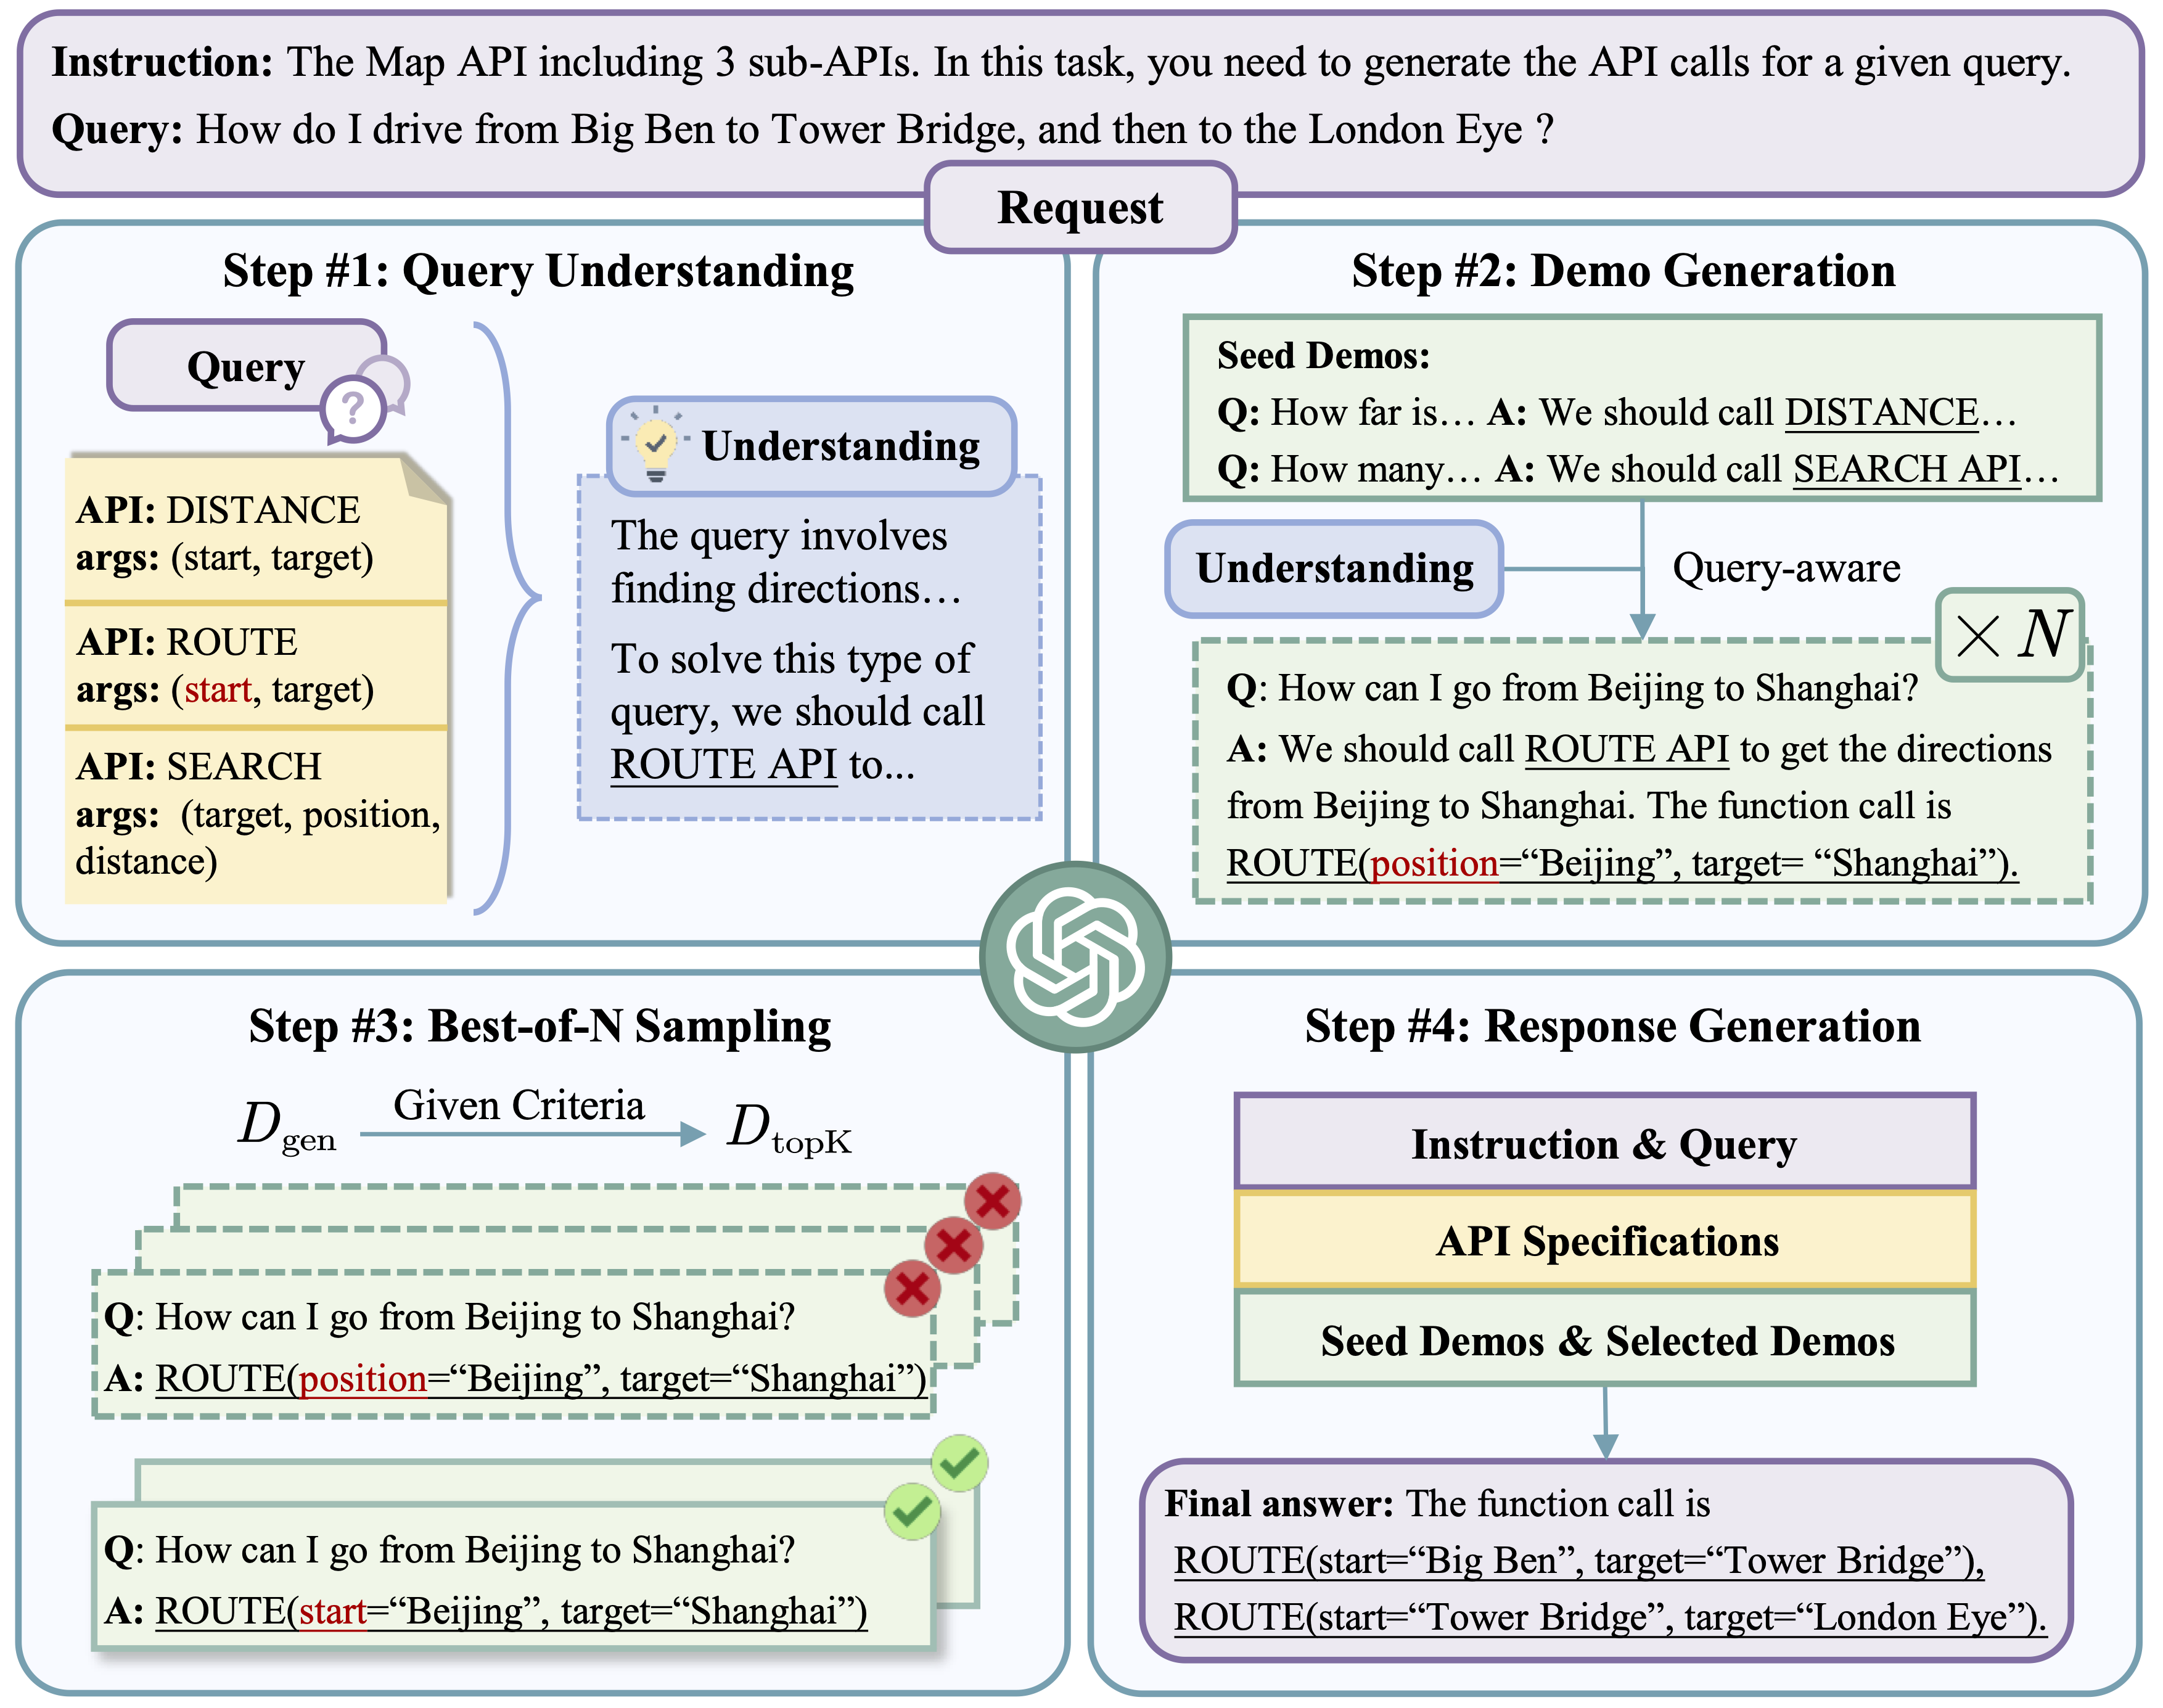 Instruction: The Map API including 3 sub-APIs. In this task, you need to generate the API calls for a given query.
Query: How do I drive from Big Ben to Tower Bridge, and then to the London Eye ?
Request
Step #1: Query Understanding
Query
?
API: DISTANCE
args: (start, target)
API: ROUTE
args: (start, target)
API: SEARCH
args: (target, position,
distance)
Understanding
The query involves
finding directions…
To solve this type of
query, we should call
ROUTE API to...
Step #2: Demo Generation
Seed Demos:
Q: How far is… A: We should call DISTANCE…
Q: How many… A: We should call SEARCH API…
Understanding
Query-aware
× N
Q: How can I go from Beijing to Shanghai?
A: We should call ROUTE API to get the directions
from Beijing to Shanghai. The function call is
ROUTE(position=“Beijing”, target= “Shanghai”).
Step #3: Best-of-N Sampling
D_gen
Given Criteria
D_topK
Q: How can I go from Beijing to Shanghai?
A: ROUTE(position=“Beijing”, target=“Shanghai”)
Q: How can I go from Beijing to Shanghai?
A: ROUTE(start=“Beijing”, target=“Shanghai”)
Step #4: Response Generation
Instruction & Query
API Specifications
Seed Demos & Selected Demos
Final answer: The function call is
ROUTE(start=“Big Ben”, target=“Tower Bridge”),
ROUTE(start=“Tower Bridge”, target=“London Eye”).